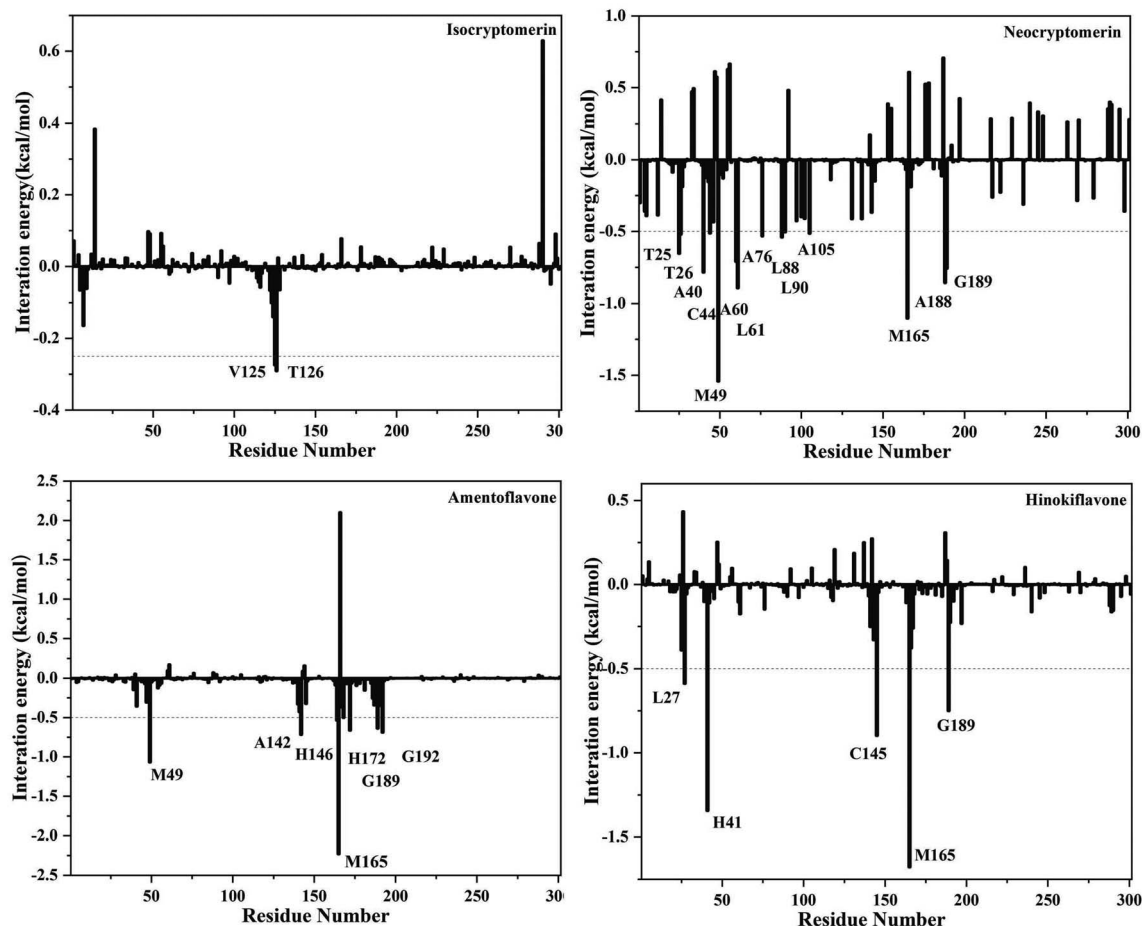 Isocryptomerin
Interation energy(kcal/mol)
0.6
0.4
0.2
0.0
-0.2
-0.4
V125
T126
50
100
150
200
250
300
Residue Number
Neocryptomerin
Interation energy (kcal/mol)
1.0
0.5
0.0
-0.5
-1.0
-1.5
T25
T26
A40
C44
M49
A60
L61
A76
L88
L90
A105
M165
A188
G189
50
100
150
200
250
300
Residue Number
Amentoflavone
Interation energy (kcal/mol)
2.5
2.0
1.5
1.0
0.5
0.0
-0.5
-1.0
-1.5
-2.0
-2.5
M49
A142
H146
M165
H172
G189
G192
50
100
150
200
250
300
Residue Number
Hinokiflavone
Interation energy (kcal/mol)
0.5
0.0
-0.5
-1.0
-1.5
L27
H41
C145
M165
G189
50
100
150
200
250
300
Residue Number